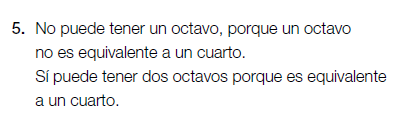 5. No puede tener un octavo, porque un octavo
no es equivalente a un cuarto.
Sí puede tener dos octavos porque es equivalente
a un cuarto.